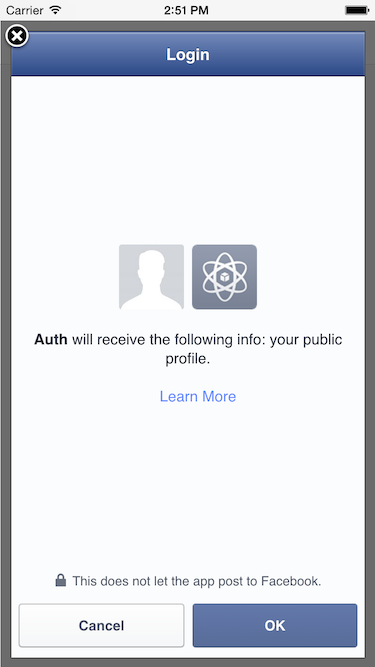 Carrier 2:51 PM
Login
Auth will receive the following info: your public
profile.
Learn More
This does not let the app post to Facebook.
Cancel OK